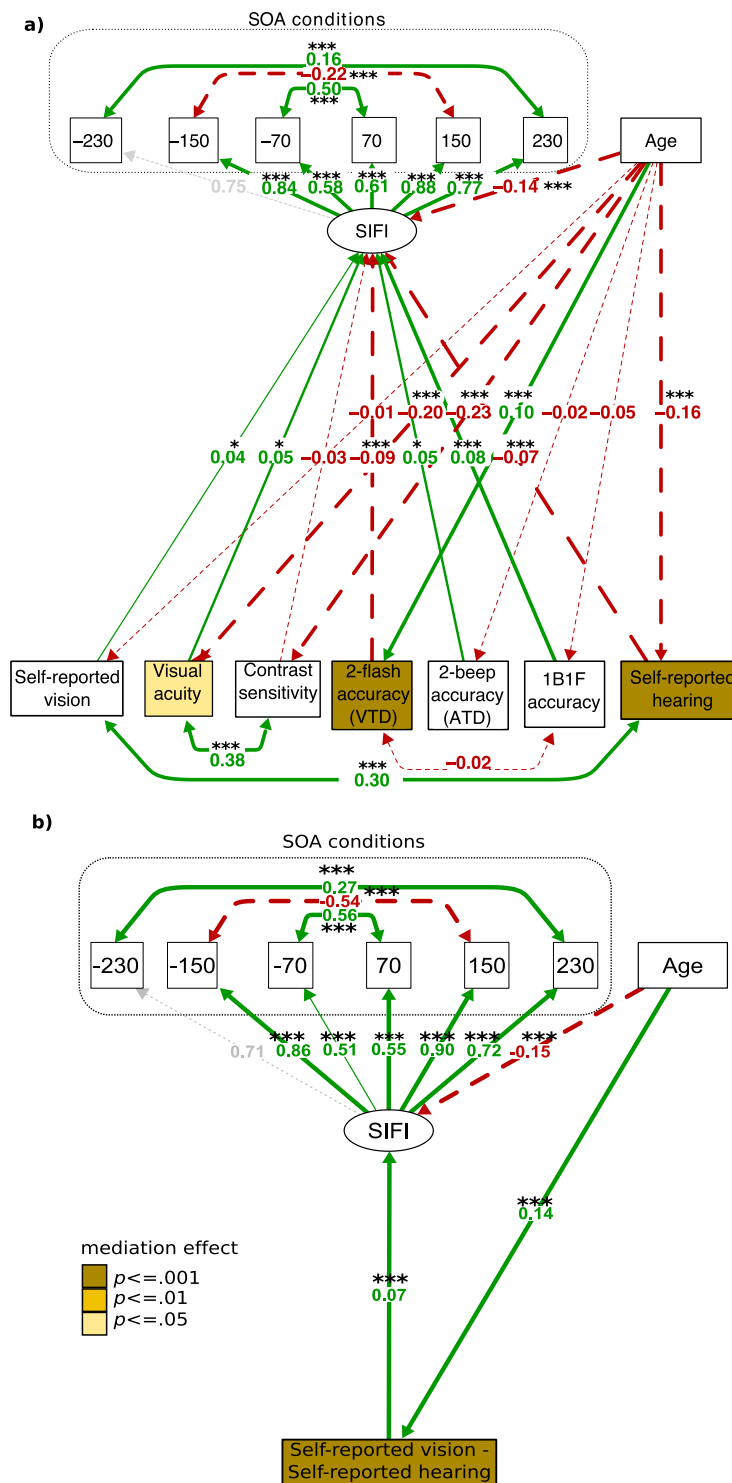 a)
SOA conditions
***
0.16
−0.22 ***
0.50
***
−230 −150 −70 70 150 230 Age
*** *** *** *** ***
0.75 0.84 0.58 0.61 0.88 0.77 −0.14 ***
SIFI
*** *** *** ***
−0.01 −0.20 −0.23 0.10 −0.02 −0.05 −0.16
* * *** * *** ***
0.04 0.05 −0.03 −0.09 0.05 0.08 −0.07
Self-reported vision
Visual acuity
Contrast sensitivity
2-flash accuracy (VTD)
2-beep accuracy (ATD)
1B1F accuracy
Self-reported hearing
***
0.38
−0.02
***
0.30
b)
SOA conditions
***
0.27
-0.54 ***
0.56
***
-230 -150 -70 70 150 230 Age
*** *** *** *** *** ***
0.71 0.86 0.51 0.55 0.90 0.72 -0.15
SIFI
***
0.14
mediation effect
p<=.001
p<=.01
p<=.05
***
0.07
Self-reported vision -
Self-reported hearing